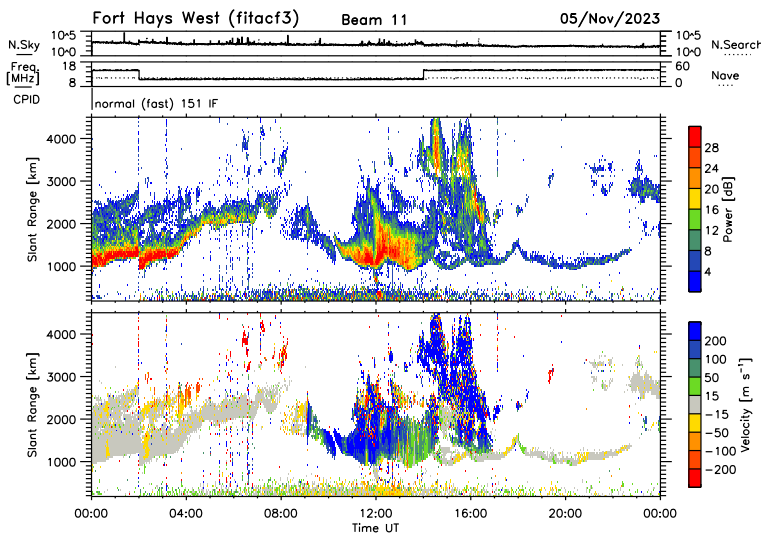 Fort Hays West (fitacf3) Beam 11 05/Nov/2023
N.Sky 10^5 10^0 10^5 10^0 N.Search
Freq. [MHz] 18 8 60 0 Nave
CPID normal (fast) 151 IF
Slant Range [km] 4000 3000 2000 1000
Power [dB] 28 24 20 16 12 8 4
Slant Range [km] 4000 3000 2000 1000
Velocity [m s⁻¹] 200 100 50 15 −15 −50 −100 −200
00:00 04:00 08:00 12:00 16:00 20:00 00:00
Time UT